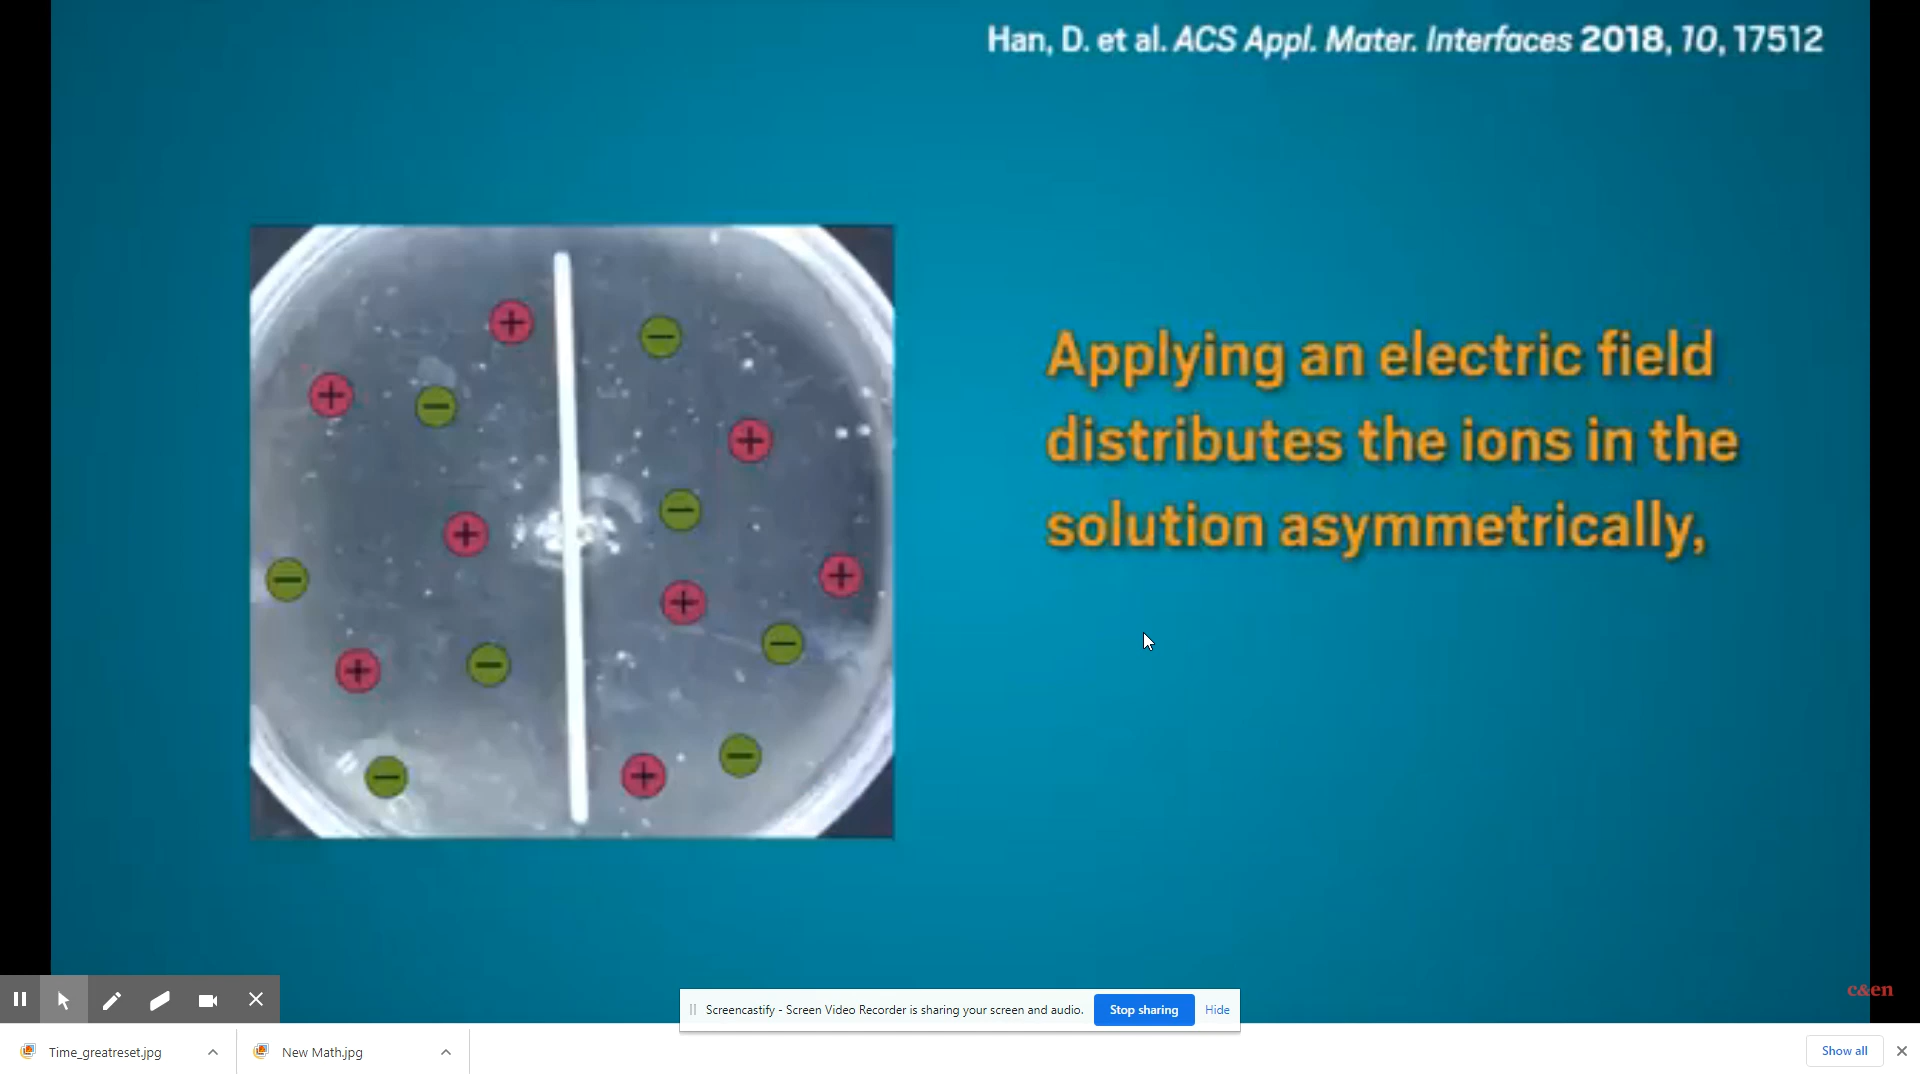 Han, D. et al. ACS Appl. Mater. Interfaces 2018, 10, 17512
Applying an electric field
distributes the ions in the
solution asymmetrically,
c&en
Screencastify - Screen Video Recorder is sharing your screen and audio.
Stop sharing
Hide
Time_greatreset.jpg
New Math.jpg
Show all